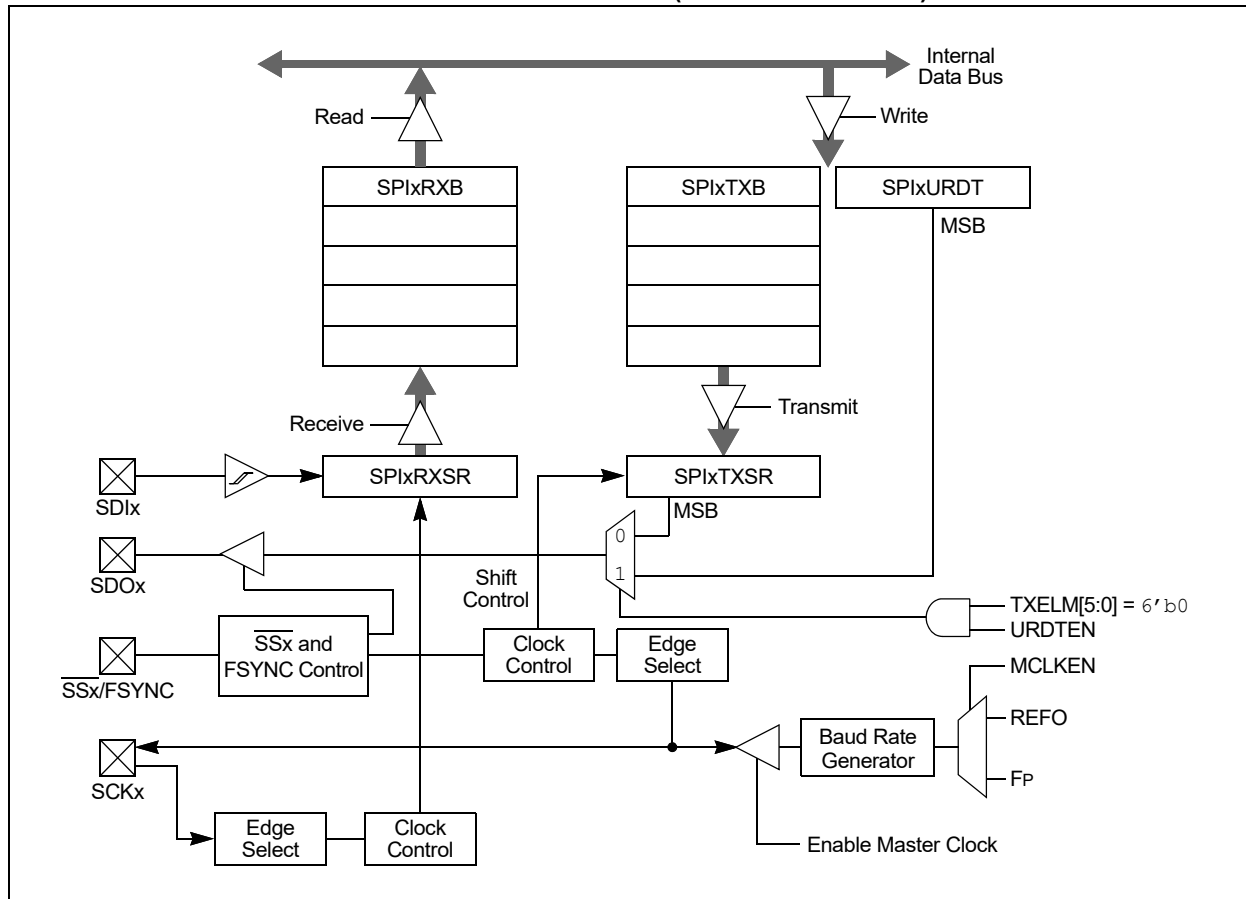 Internal
Data Bus
Read
Write
SPIxRXB
SPIxTXB
SPIxURDT
MSB
Receive
Transmit
SPIxRXSR
SPIxTXSR
SDIx
MSB
0
SDOx
1
Shift
Control
TXELM[5:0] = 6'b0
URDTEN
SSx and
FSYNC Control
Clock
Control
Edge
Select
SSx/FSYNC
MCLKEN
REFO
Baud Rate
Generator
FP
SCKx
Edge
Select
Clock
Control
Enable Master Clock